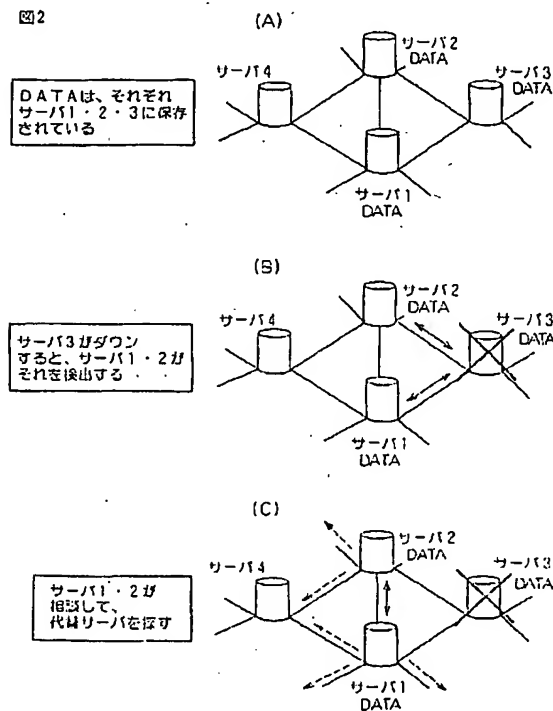 図2
(A)
サーバ2
DATA
サーバ4
サーバ3
DATA
DATAは、それぞれ
サーバ1・2・3に保存
されている
サーバ1
DATA
(B)
サーバ2
DATA
サーバ4
サーバ3
DATA
サーバ3がダウン
すると、サーバ1・2が
それを検出する
サーバ1
DATA
(C)
サーバ2
DATA
サーバ4
サーバ3
DATA
サーバ1・2が
相談して、
代替サーバを探す
サーバ1
DATA